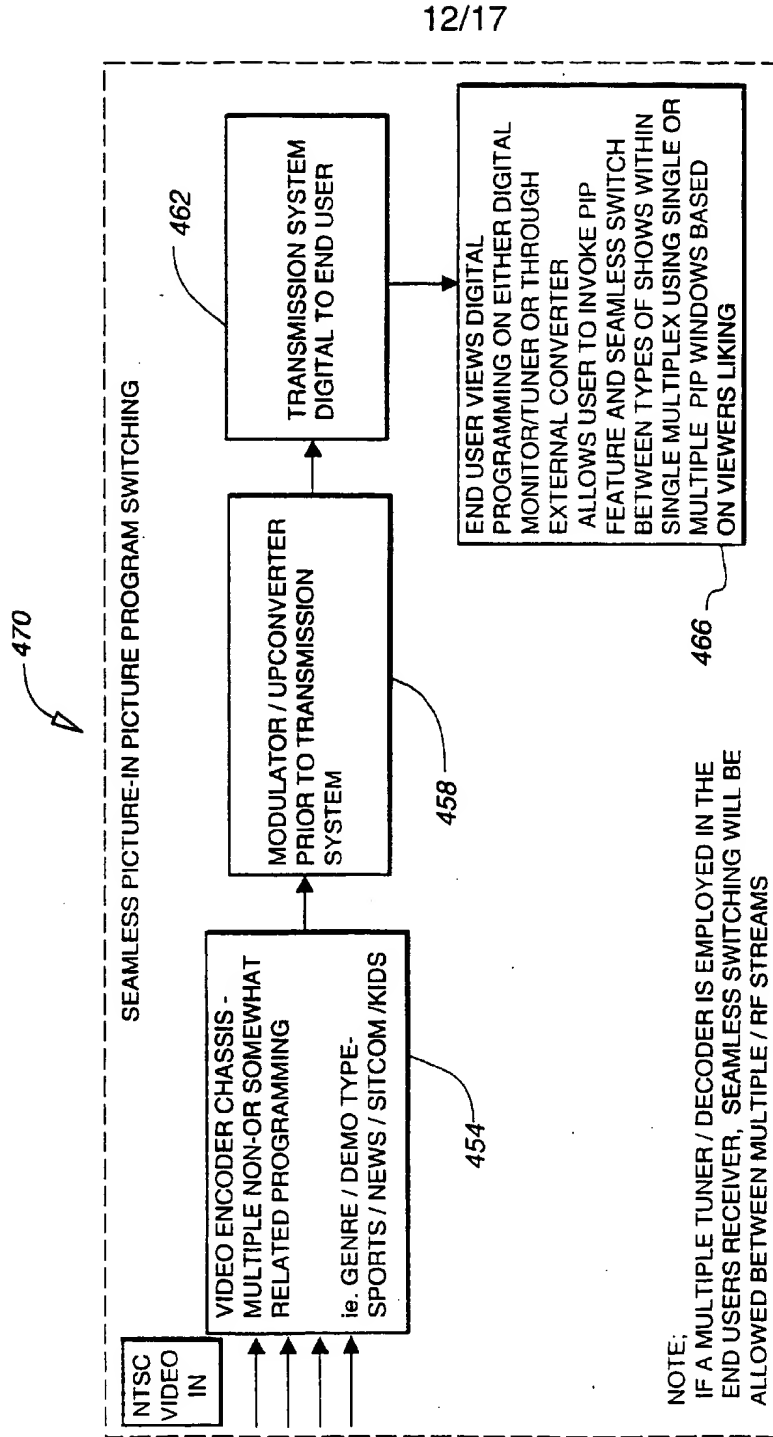 12/17
470
SEAMLESS PICTURE-IN PICTURE PROGRAM SWITCHING
NTSC
VIDEO
IN
VIDEO ENCODER CHASSIS -
MULTIPLE NON-OR SOMEWHAT
RELATED PROGRAMMING
ie. GENRE / DEMO TYPE-
SPORTS / NEWS / SITCOM /KIDS
454
MODULATOR / UPCONVERTER
PRIOR TO TRANSMISSION
SYSTEM
458
TRANSMISSION SYSTEM
DIGITAL TO END USER
462
END USER VIEWS DIGITAL
PROGRAMMING ON EITHER DIGITAL
MONITOR/TUNER OR THROUGH
EXTERNAL CONVERTER
ALLOWS USER TO INVOKE PIP
FEATURE AND SEAMLESS SWITCH
BETWEEN TYPES OF SHOWS WITHIN
SINGLE MULTIPLEX USING SINGLE OR
MULTIPLE PIP WINDOWS BASED
ON VIEWERS LIKING
466
NOTE;
IF A MULTIPLE TUNER / DECODER IS EMPLOYED IN THE
END USERS RECEIVER, SEAMLESS SWITCHING WILL BE
ALLOWED BETWEEN MULTIPLE / RF STREAMS